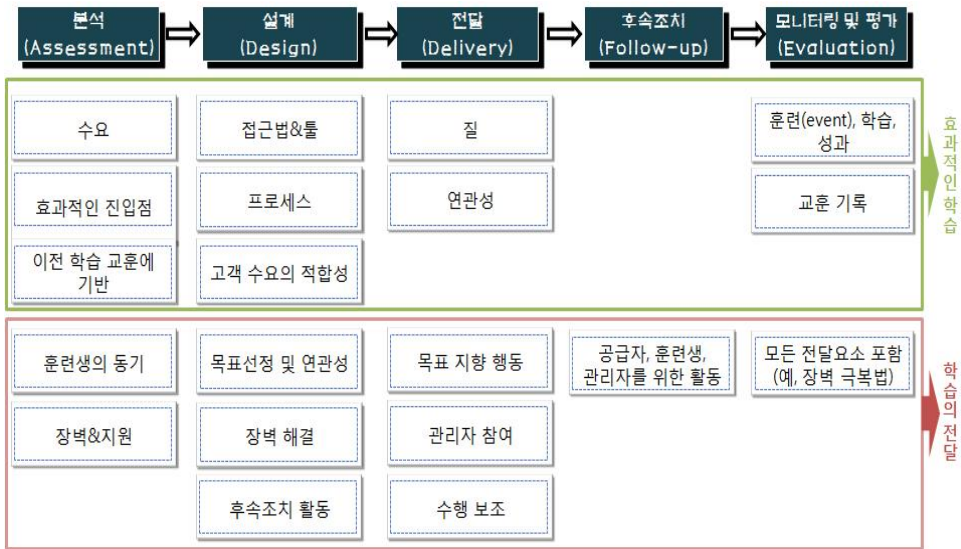 분석
(Assessment)
설계
(Design)
전달
(Delivery)
후속조치
(Follow-up)
모니터링 및 평가
(Evaluation)
수요
효과적인 진입점
이전 학습 교훈에
기반
접근법&툴
프로세스
고객 수요의 적합성
질
연관성
훈련(event), 학습,
성과
교훈 기록
효과적인 학습
훈련생의 동기
장벽&지원
목표선정 및 연관성
장벽 해결
후속조치 활동
목표 지향 행동
관리자 참여
수행 보조
공급자, 훈련생,
관리자를 위한 활동
모든 전달요소 포함
(예, 장벽 극복법)
학습의 전달